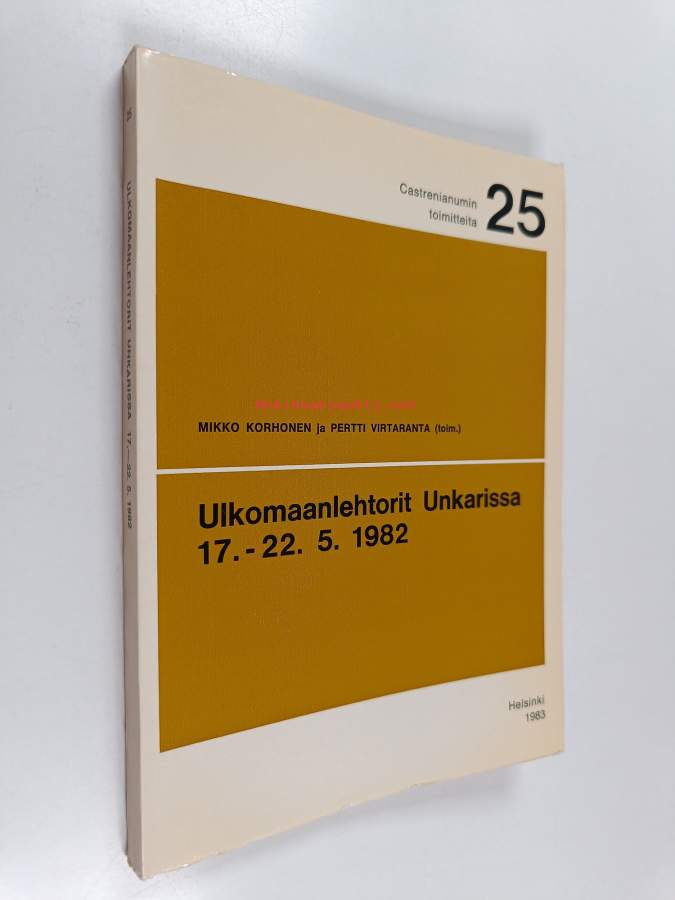 Castrenianumin
toimitteita
25
MIKKO KORHONEN ja PERTTI VIRTARANTA (toim.)
Ulkomaanlehtorit Unkarissa
17. - 22. 5. 1982
Helsinki
1983
ULKOMAANLEHTORIT UNKARISSA 17.—22. 5. 1982